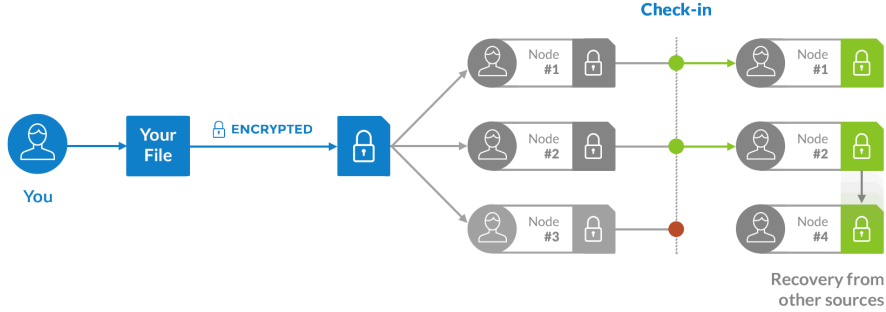 Check-in
You
Your
File
ENCRYPTED
Node
#1
Node
#2
Node
#3
Node
#1
Node
#2
Node
#4
Recovery from
other sources